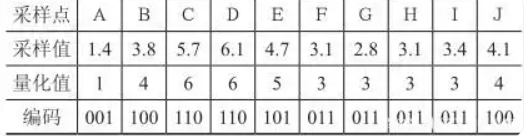 采样点 A B C D E F G H I J
采样值 1.4 3.8 5.7 6.1 4.7 3.1 2.8 3.1 3.4 4.1
量化值 1 4 6 6 5 3 3 3 3 4
编码 001 100 110 110 101 011 011 011 011 100